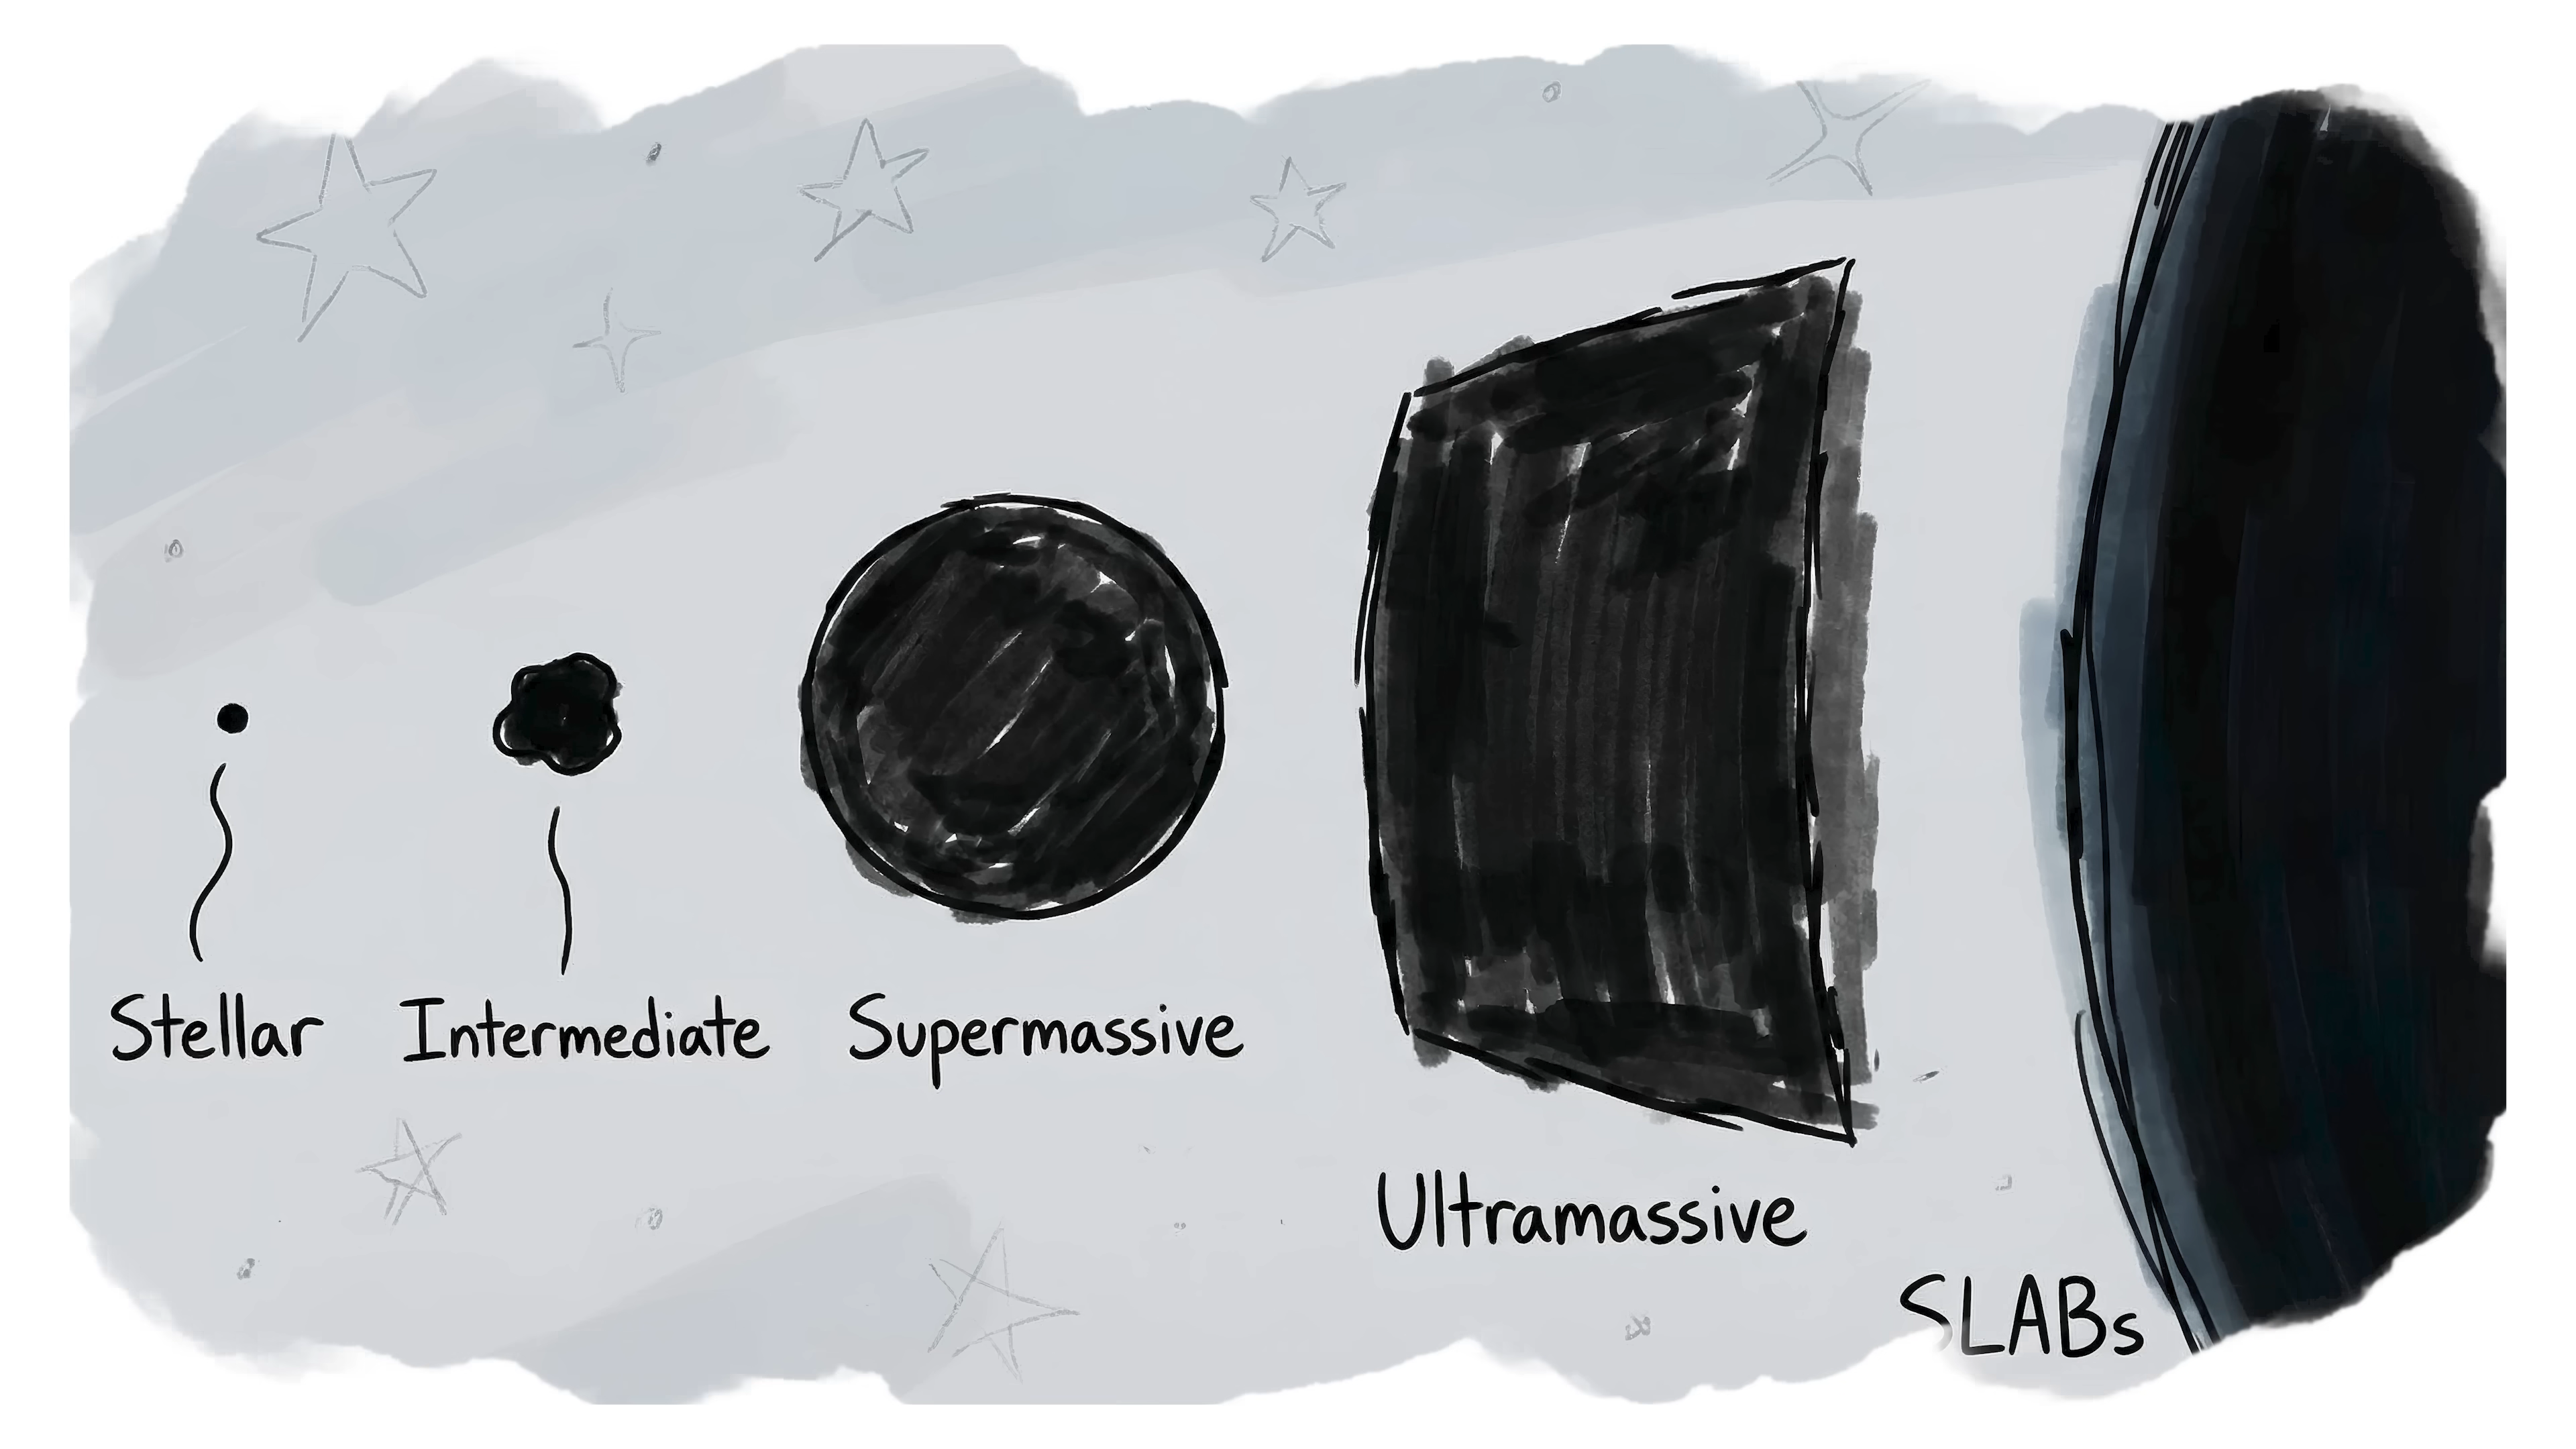 Stellar
Intermediate
Supermassive
Ultramassive
SLABs